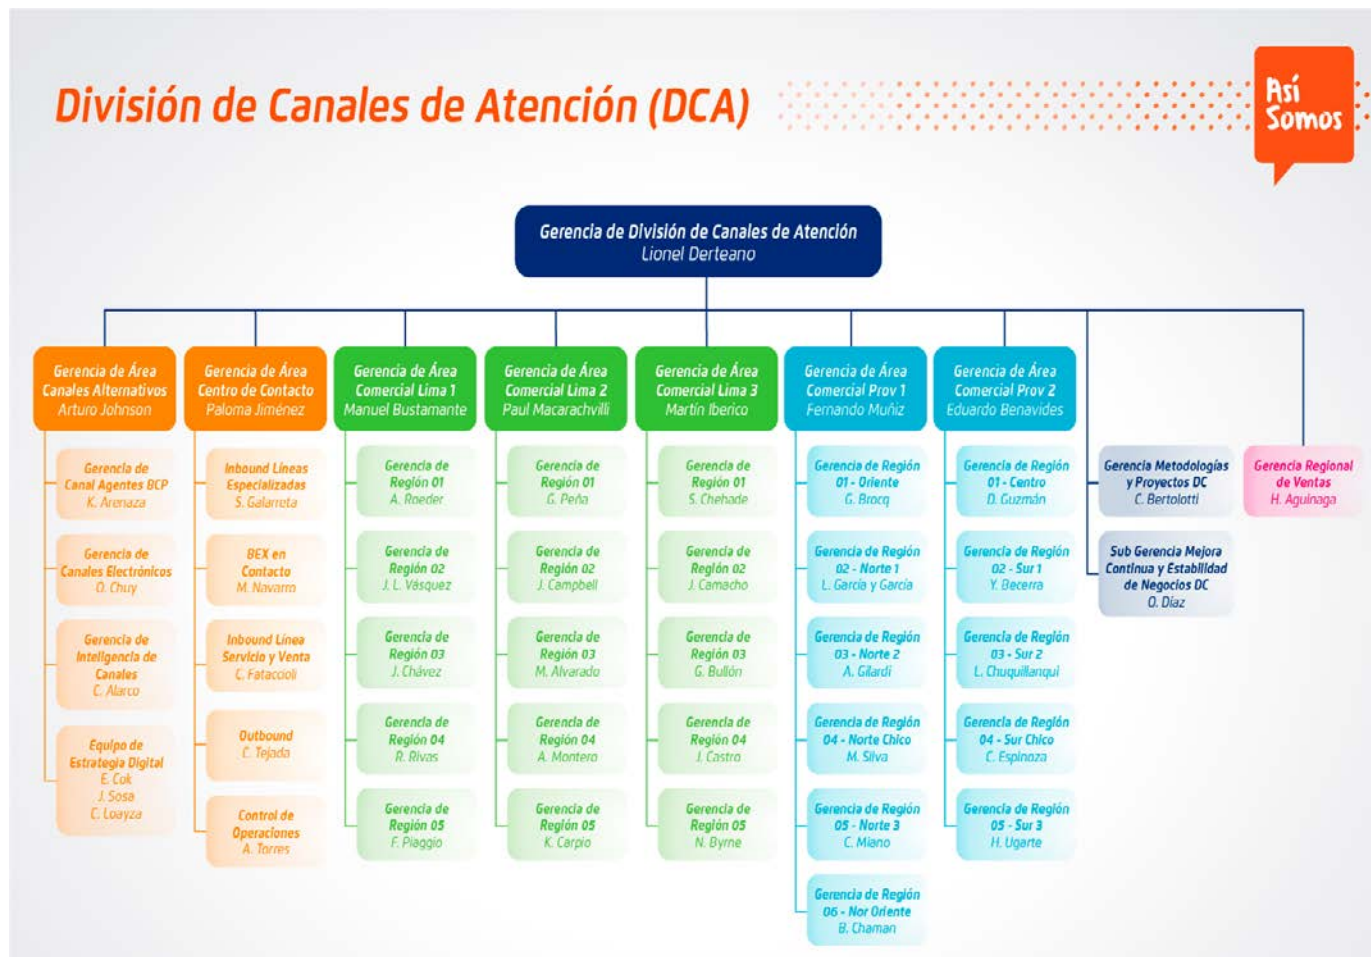 División de Canales de Atención (DCA)
Así
Somos
Gerencia de División de Canales de Atención
Lionel Derteano
Gerencia de Área
Canales Alternativos
Arturo Johnson
Gerencia de
Canal Agentes BCP
K. Arenaza
Gerencia de
Canales Electrónicos
O. Chuy
Gerencia de
Inteligencia de
Canales
C. Alarco
Equipo de
Estrategia Digital
E. Cok
J. Sosa
C. Loayza
Gerencia de Área
Centro de Contacto
Paloma Jiménez
Inbound Líneas
Especializadas
S. Galarreta
BEX en
Contacto
M. Navarro
Inbound Línea
Servicio y Venta
C. Fataccioli
Outbound
C. Tejada
Control de
Operaciones
A. Torres
Gerencia de Área
Comercial Lima 1
Manuel Bustamante
Gerencia de
Región 01
A. Roeder
Gerencia de
Región 02
J. L. Vásquez
Gerencia de
Región 03
J. Chávez
Gerencia de
Región 04
R. Rivas
Gerencia de
Región 05
F. Piaggio
Gerencia de Área
Comercial Lima 2
Paul Macarachvilli
Gerencia de
Región 01
G. Peña
Gerencia de
Región 02
J. Campbell
Gerencia de
Región 03
M. Alvarado
Gerencia de
Región 04
A. Montero
Gerencia de
Región 05
K. Carpio
Gerencia de Área
Comercial Lima 3
Martín Iberico
Gerencia de
Región 01
S. Chehade
Gerencia de
Región 02
J. Camacho
Gerencia de
Región 03
G. Bullón
Gerencia de
Región 04
J. Castro
Gerencia de
Región 05
N. Byrne
Gerencia de Área
Comercial Prov 1
Fernando Muñiz
Gerencia de Región
01 - Oriente
G. Brocq
Gerencia de Región
02 - Norte 1
L. García y García
Gerencia de Región
03 - Norte 2
A. Gilardi
Gerencia de Región
04 - Norte Chico
M. Silva
Gerencia de Región
05 - Norte 3
C. Miano
Gerencia de Región
06 - Nor Oriente
B. Chaman
Gerencia de Área
Comercial Prov 2
Eduardo Benavides
Gerencia de Región
01 - Centro
D. Guzmán
Gerencia de Región
02 - Sur 1
Y. Becerra
Gerencia de Región
03 - Sur 2
L. Chuquillanqui
Gerencia de Región
04 - Sur Chico
C. Espinoza
Gerencia de Región
05 - Sur 3
H. Ugarte
Gerencia Metodologías
y Proyectos DC
C. Bertolotti
Sub Gerencia Mejora
Continua y Estabilidad
de Negocios DC
O. Díaz
Gerencia Regional
de Ventas
H. Aguinaga